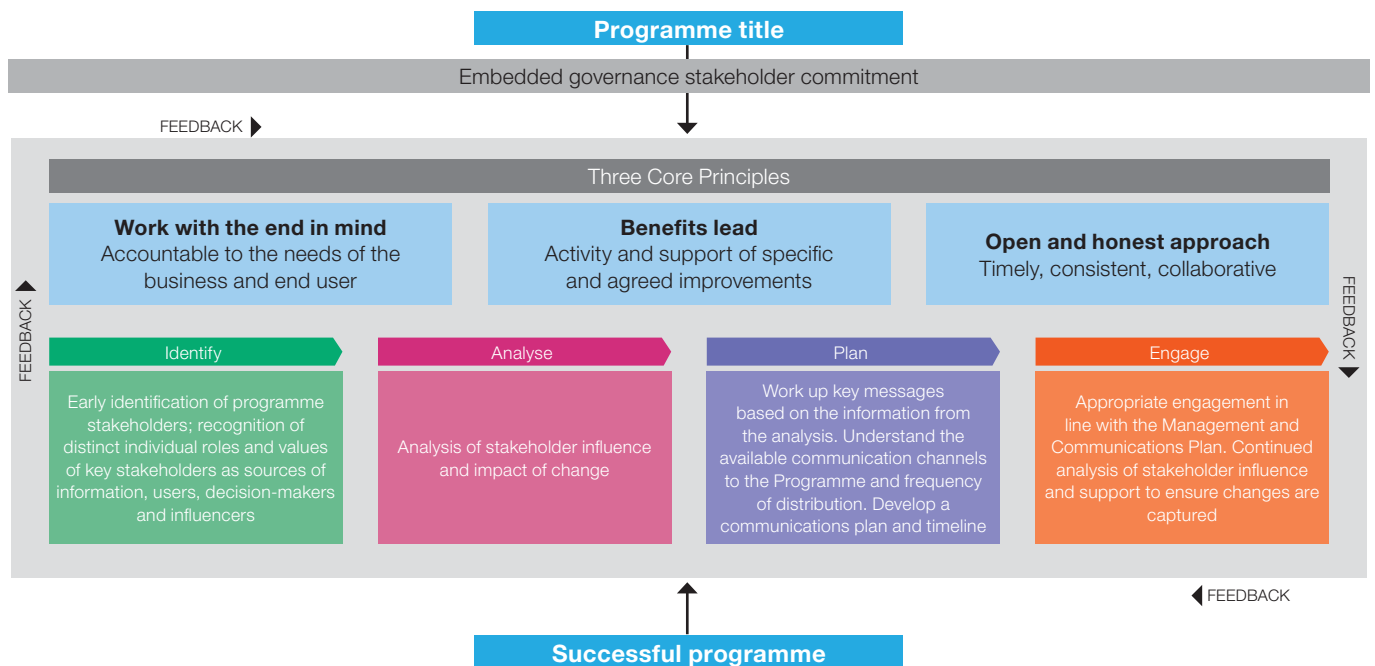 Programme title
Embedded governance stakeholder commitment
FEEDBACK
Three Core Principles
Work with the end in mind
Accountable to the needs of the
business and end user
Benefits lead
Activity and support of specific
and agreed improvements
Open and honest approach
Timely, consistent, collaborative
FEEDBACK
FEEDBACK
Identify
Early identification of programme
stakeholders; recognition of
distinct individual roles and values
of key stakeholders as sources of
information, users, decision-makers
and influencers
Analyse
Analysis of stakeholder influence
and impact of change
Plan
Work up key messages
based on the information from
the analysis. Understand the
available communication channels
to the Programme and frequency
of distribution. Develop a
communications plan and timeline
Engage
Appropriate engagement in
line with the Management and
Communications Plan. Continued
analysis of stakeholder influence
and support to ensure changes are
captured
FEEDBACK
Successful programme